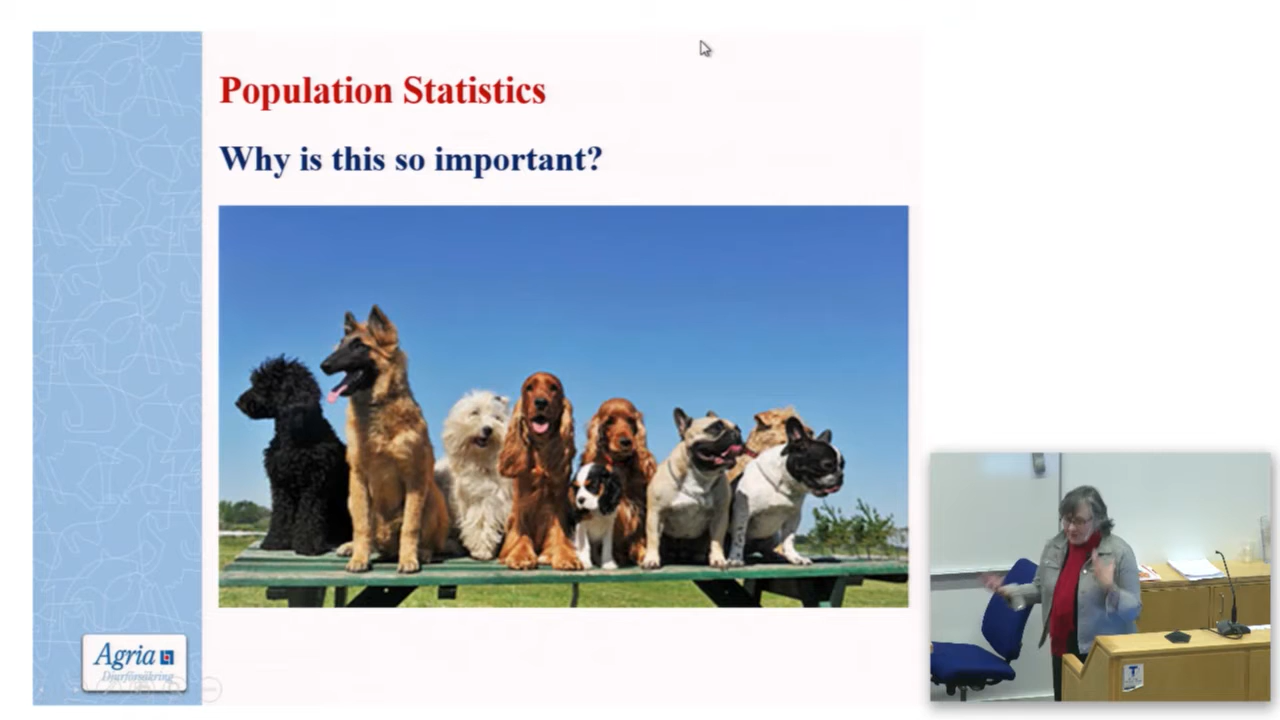 Population Statistics
Why is this so important?
Agria
Djurförsäkring